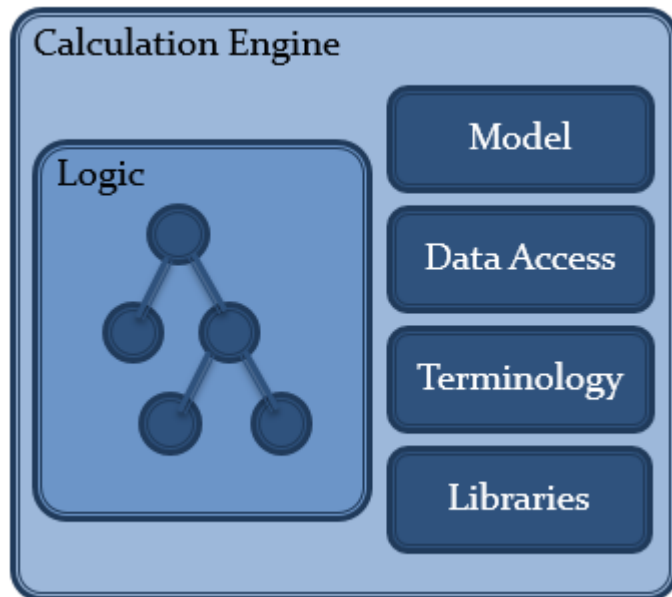 Calculation Engine
Logic
Model
Data Access
Terminology
Libraries